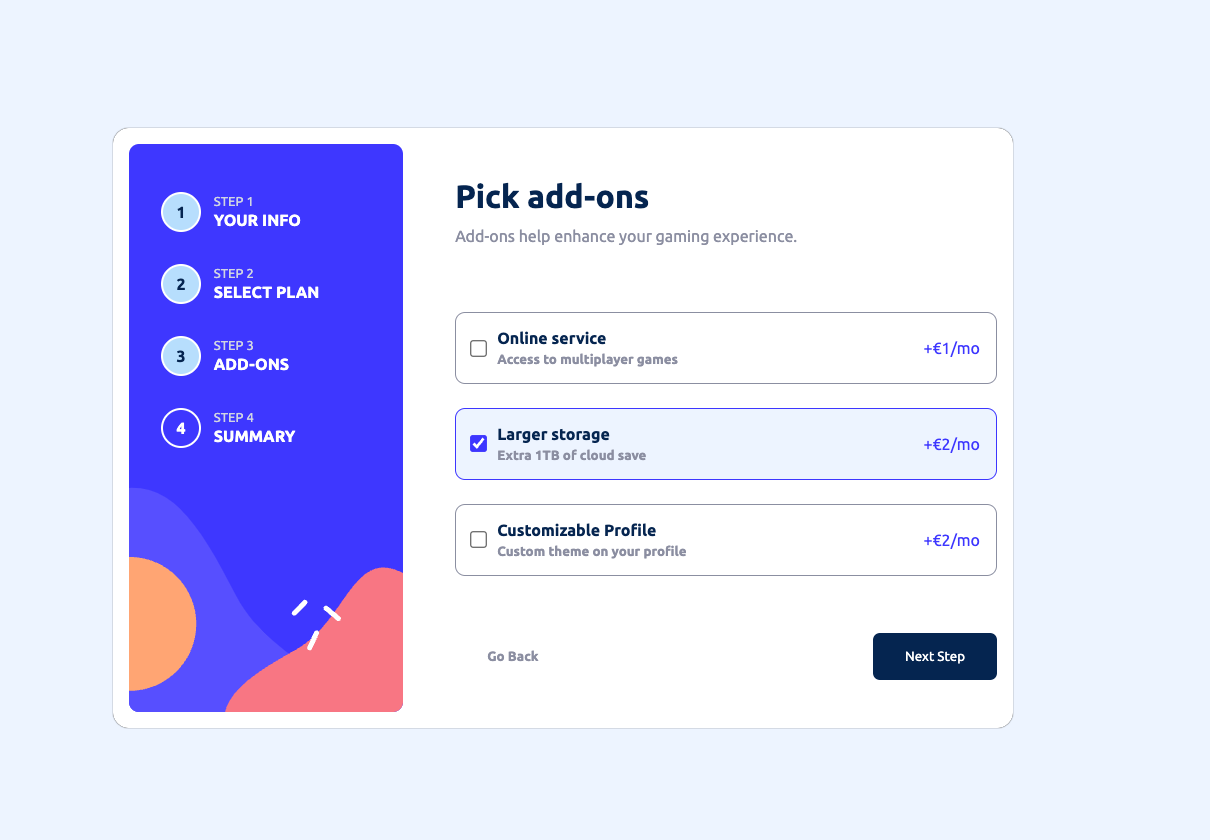 1
STEP 1
YOUR INFO
2
STEP 2
SELECT PLAN
3
STEP 3
ADD-ONS
4
STEP 4
SUMMARY
Pick add-ons
Add-ons help enhance your gaming experience.
Online service
Access to multiplayer games
+€1/mo
Larger storage
Extra 1TB of cloud save
+€2/mo
Customizable Profile
Custom theme on your profile
+€2/mo
Go Back
Next Step